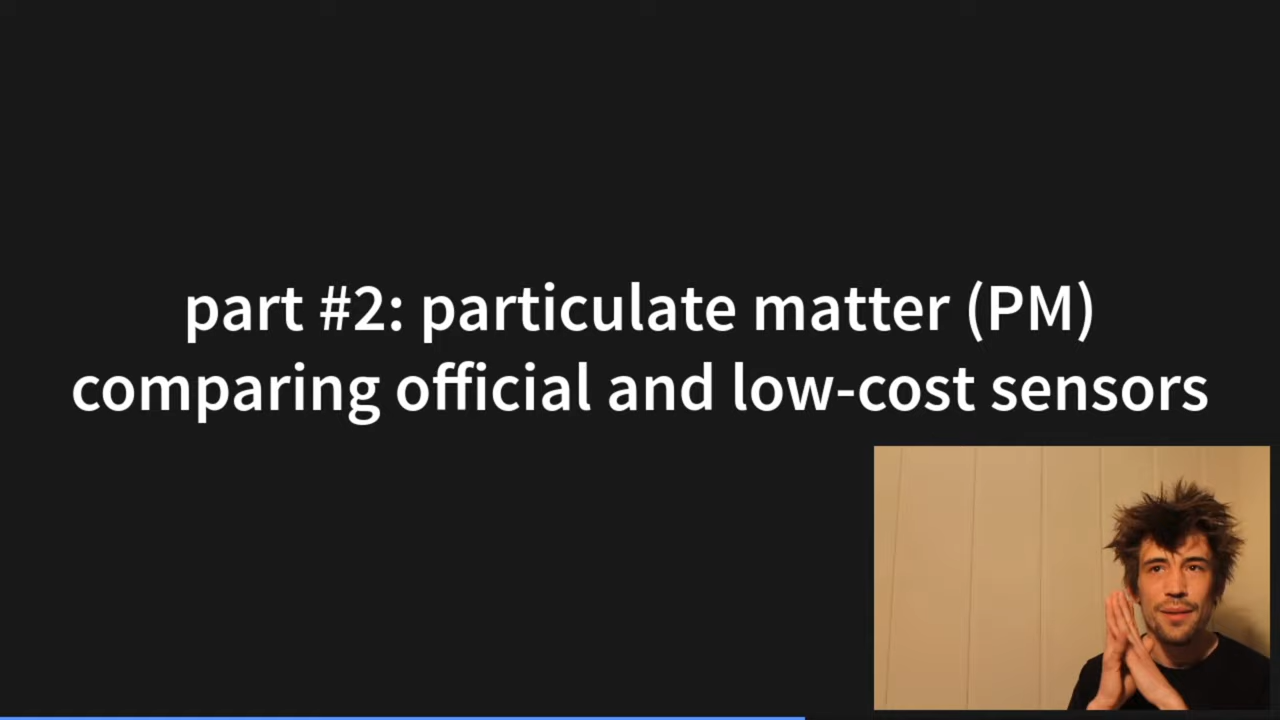 part #2: particulate matter (PM)
comparing official and low-cost sensors